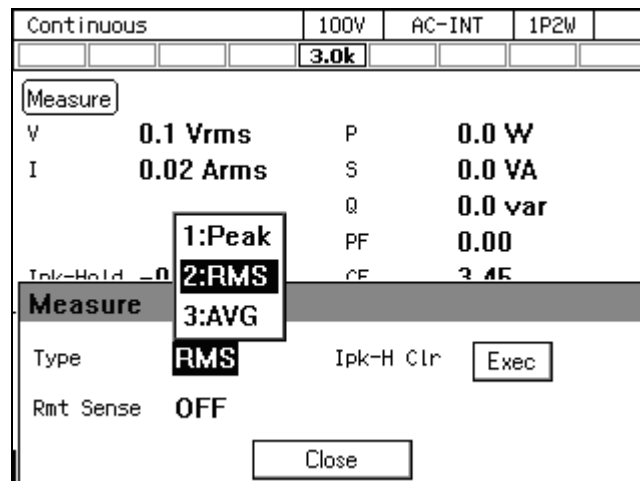 Continuous 100V AC-INT 1P2W
3.0k
Measure
V 0.1 Vrms P 0.0 W
I 0.02 Arms S 0.0 VA
Q 0.0 var
1:Peak PF 0.00
2:RMS
3:AVG
Measure
Type RMS Ipk-H Clr Exec
Rmt Sense OFF
Close